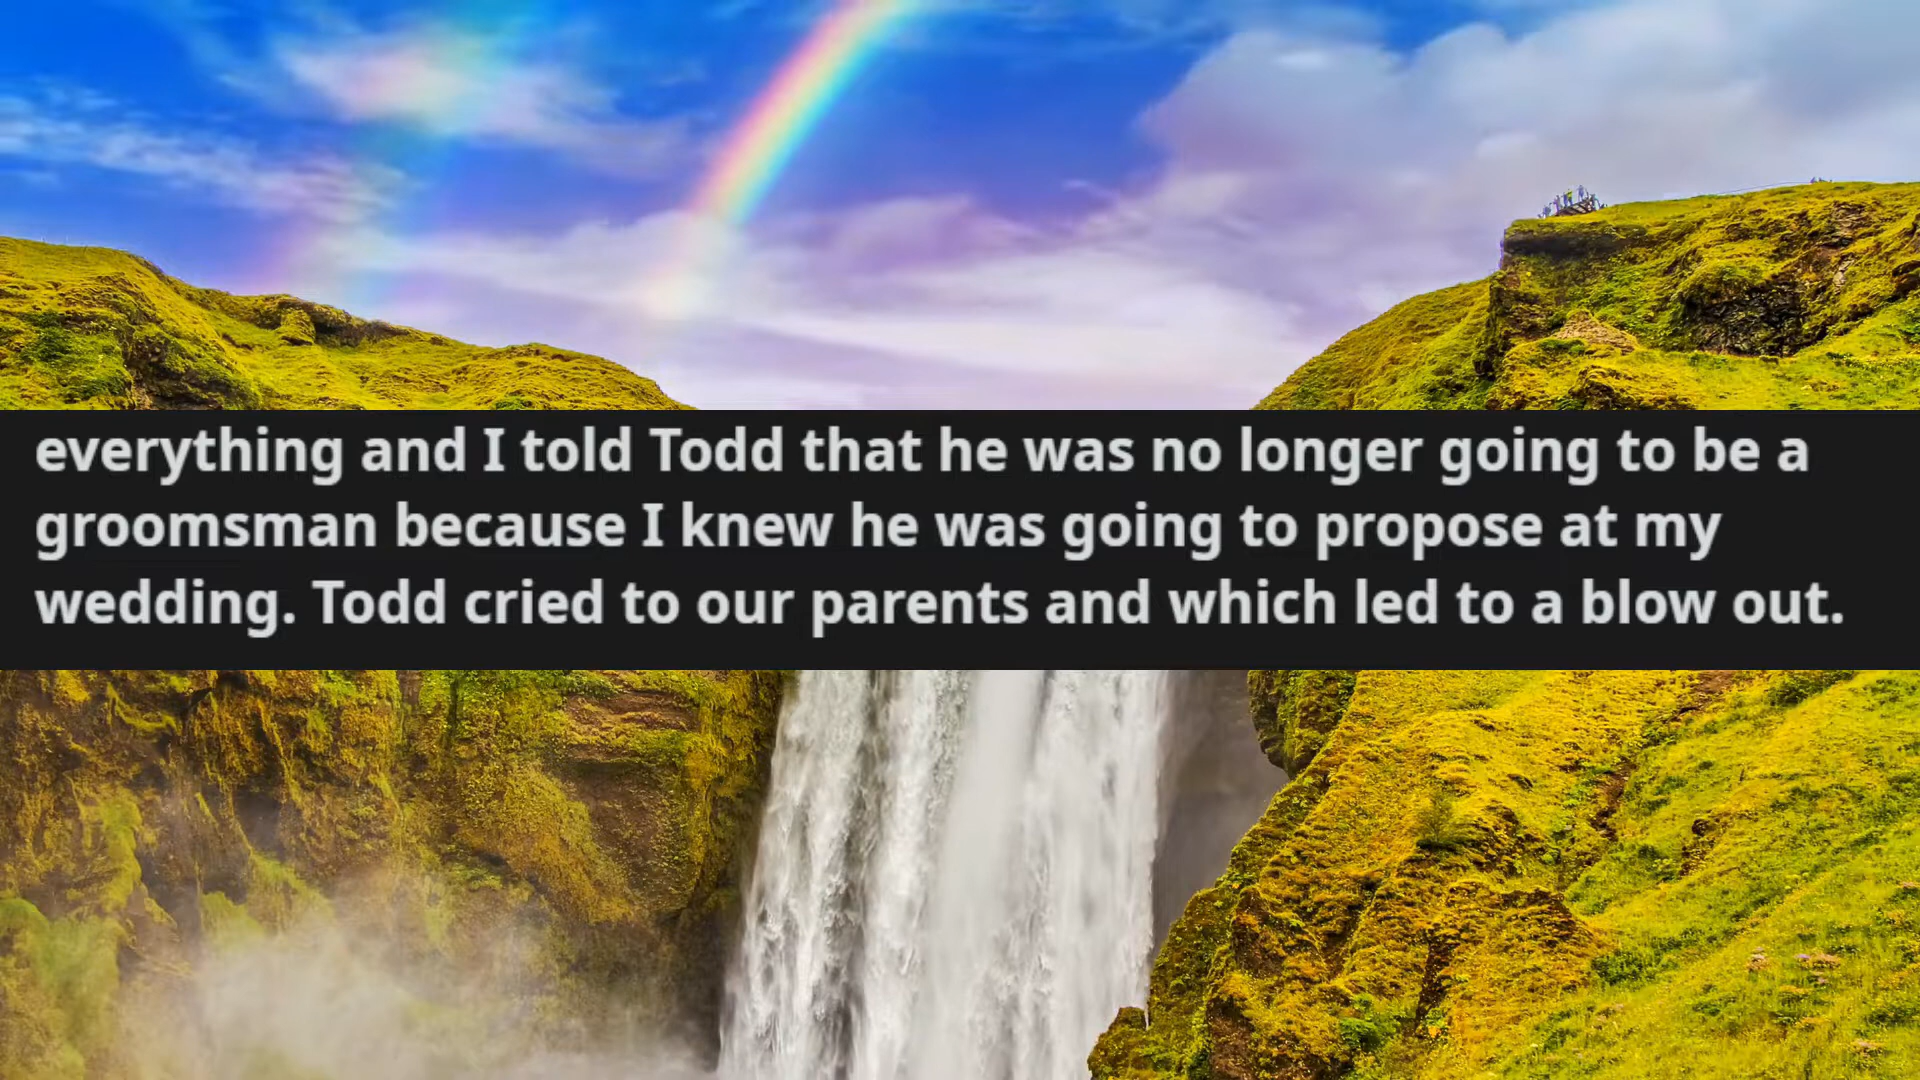 everything and I told Todd that he was no longer going to be a
groomsman because I knew he was going to propose at my
wedding. Todd cried to our parents and which led to a blow out.